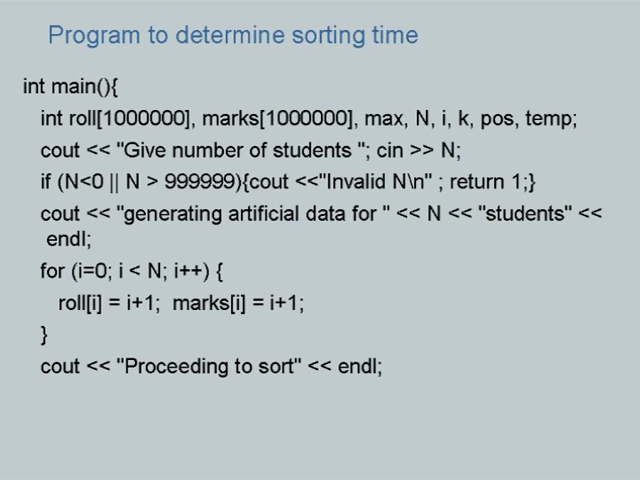 Program to determine sorting time
int main(){
int roll[1000000], marks[1000000], max, N, i, k, pos, temp;
cout << "Give number of students "; cin >> N;
if (N<0 || N > 999999){cout <<"Invalid N\n" ; return 1;}
cout << "generating artificial data for " << N << "students" <<
endl;
for (i=0; i < N; i++) {
roll[i] = i+1;  marks[i] = i+1;
}
cout << "Proceeding to sort" << endl;